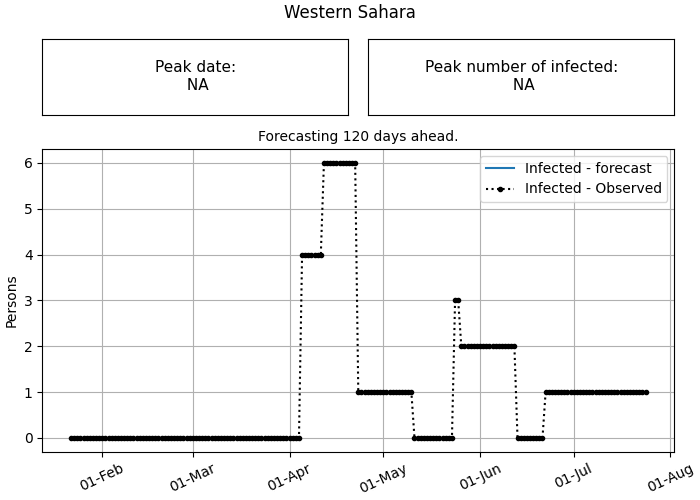 Western Sahara
Peak date:
NA
Peak number of infected:
NA
Forecasting 120 days ahead.
Infected - forecast
Infected - Observed
Persons
6
5
4
3
2
1
0
01-Feb
01-Mar
01-Apr
01-May
01-Jun
01-Jul
01-Aug